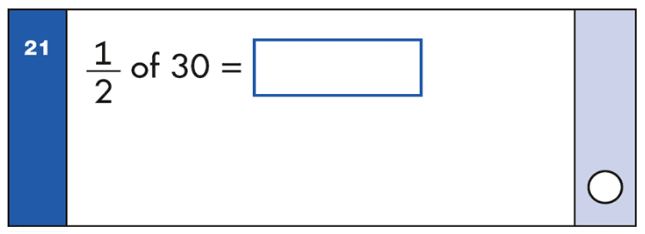 21
1/2 of 30 =